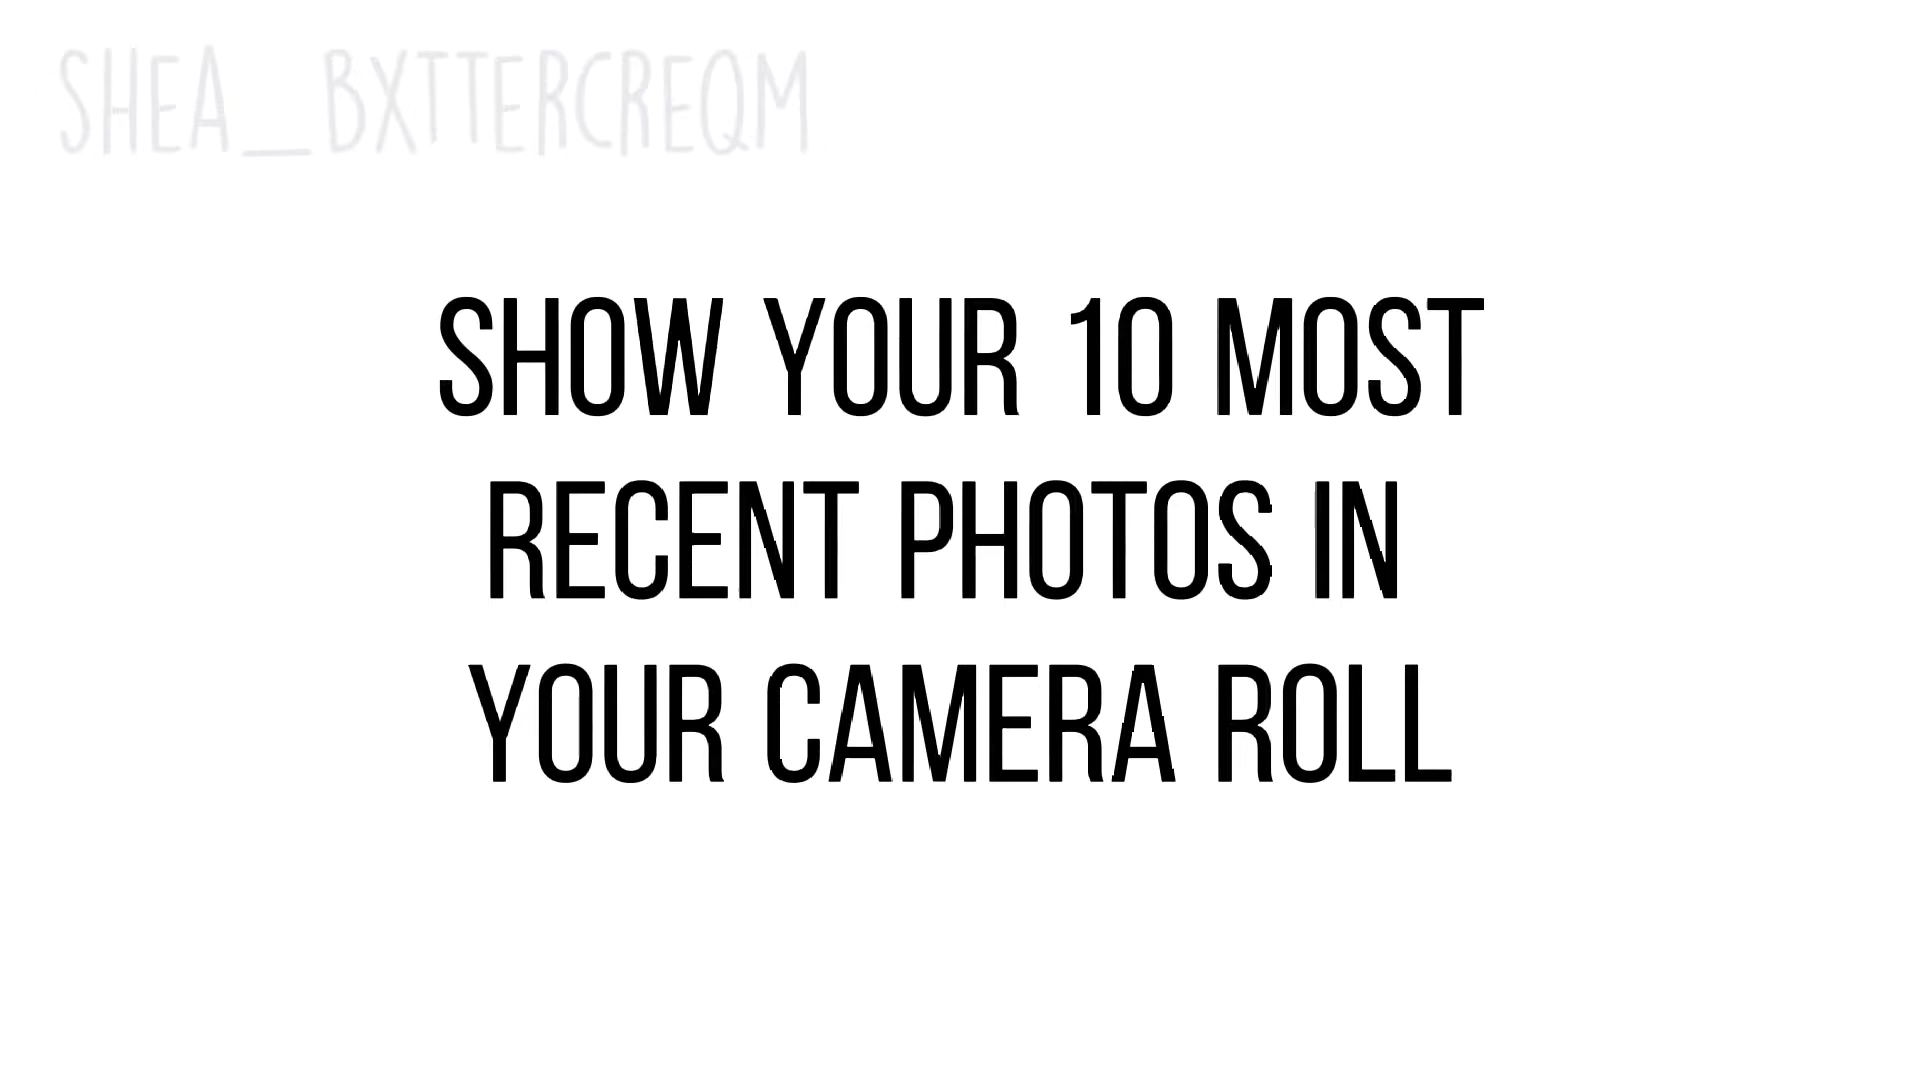 SHEA_BXTTERCREQM
SHOW YOUR 10 MOST
RECENT PHOTOS IN
YOUR CAMERA ROLL